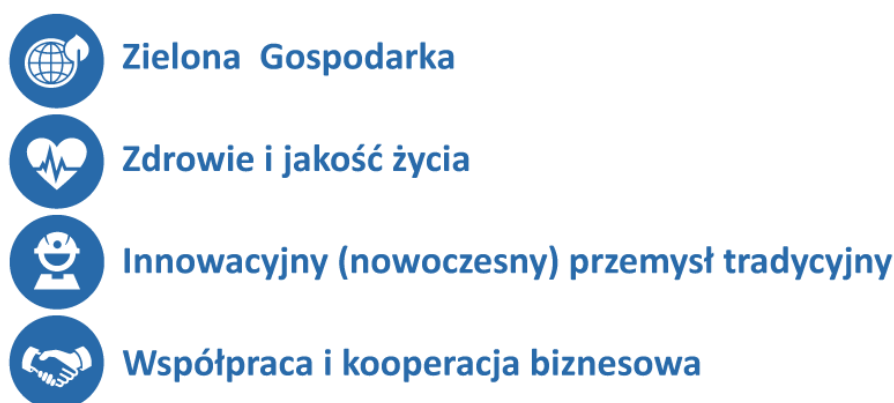 Zielona Gospodarka
Zdrowie i jakość życia
Innowacyjny (nowoczesny) przemysł tradycyjny
Współpraca i kooperacja biznesowa